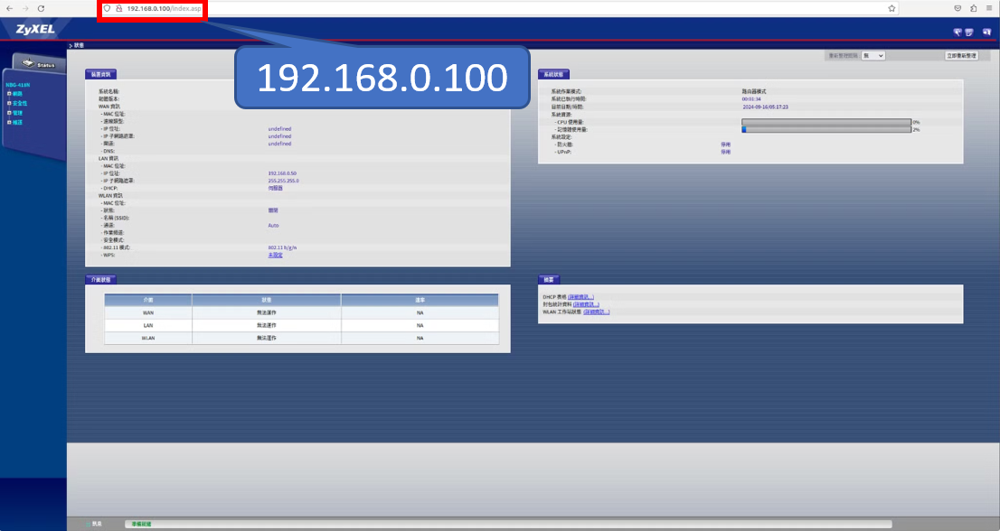 192.168.0.100/index.asp
ZyXEL
狀態
Status
192.168.0.100
重新整理間隔: 無
立即重新整理
NBG-416N
網路
安全性
管理
維護
裝置資訊
系統名稱:
韌體版本:
WAN 資訊
- MAC 位址:
- 連線類型:
- IP 位址: undefined
- IP 子網路遮罩: undefined
- 閘道: undefined
- DNS:
LAN 資訊
- MAC 位址:
- IP 位址: 192.168.0.50
- IP 子網路遮罩: 255.255.255.0
- DHCP: 伺服器
WLAN 資訊
- MAC 位址:
- 狀態: 關閉
- 名稱 (SSID):
- 通道: Auto
- 作業頻道:
- 安全模式:
- 802.11 模式: 802.11 b/g/n
- WPS: 未設定
系統狀態
系統作業模式: 路由器模式
系統已執行時間: 00:01:34
目前日期/時間: 2024-09-16/05:17:23
系統資源:
- CPU 使用量: 0%
- 記憶體使用量: 2%
系統設定:
- 防火牆: 停用
- UPnP: 停用
介面狀態
介面 狀態 速率
WAN 無法運作 NA
LAN 無法運作 NA
WLAN 無法運作 NA
摘要
DHCP 表格 (詳細資訊...)
封包統計資料 (詳細資訊...)
WLAN 工作站狀態 (詳細資訊...)
訊息 準備就緒